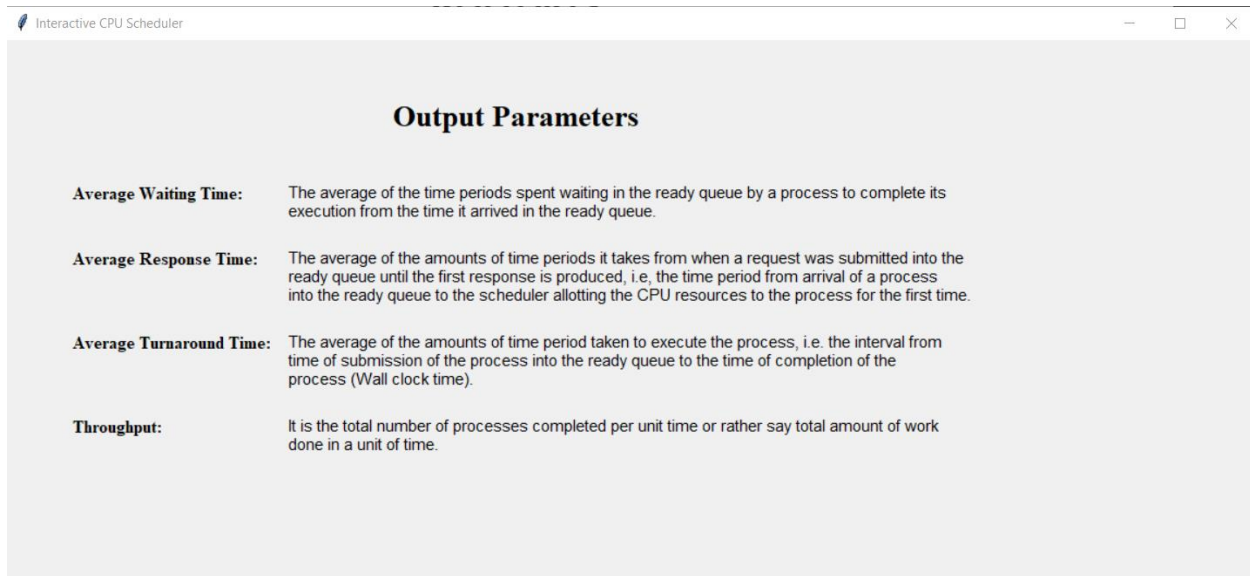 Interactive CPU Scheduler
Output Parameters
Average Waiting Time:
The average of the time periods spent waiting in the ready queue by a process to complete its
execution from the time it arrived in the ready queue.
Average Response Time:
The average of the amounts of time periods it takes from when a request was submitted into the
ready queue until the first response is produced, i.e, the time period from arrival of a process
into the ready queue to the scheduler allotting the CPU resources to the process for the first time.
Average Turnaround Time:
The average of the amounts of time period taken to execute the process, i.e. the interval from
time of submission of the process into the ready queue to the time of completion of the
process (Wall clock time).
Throughput:
It is the total number of processes completed per unit time or rather say total amount of work
done in a unit of time.